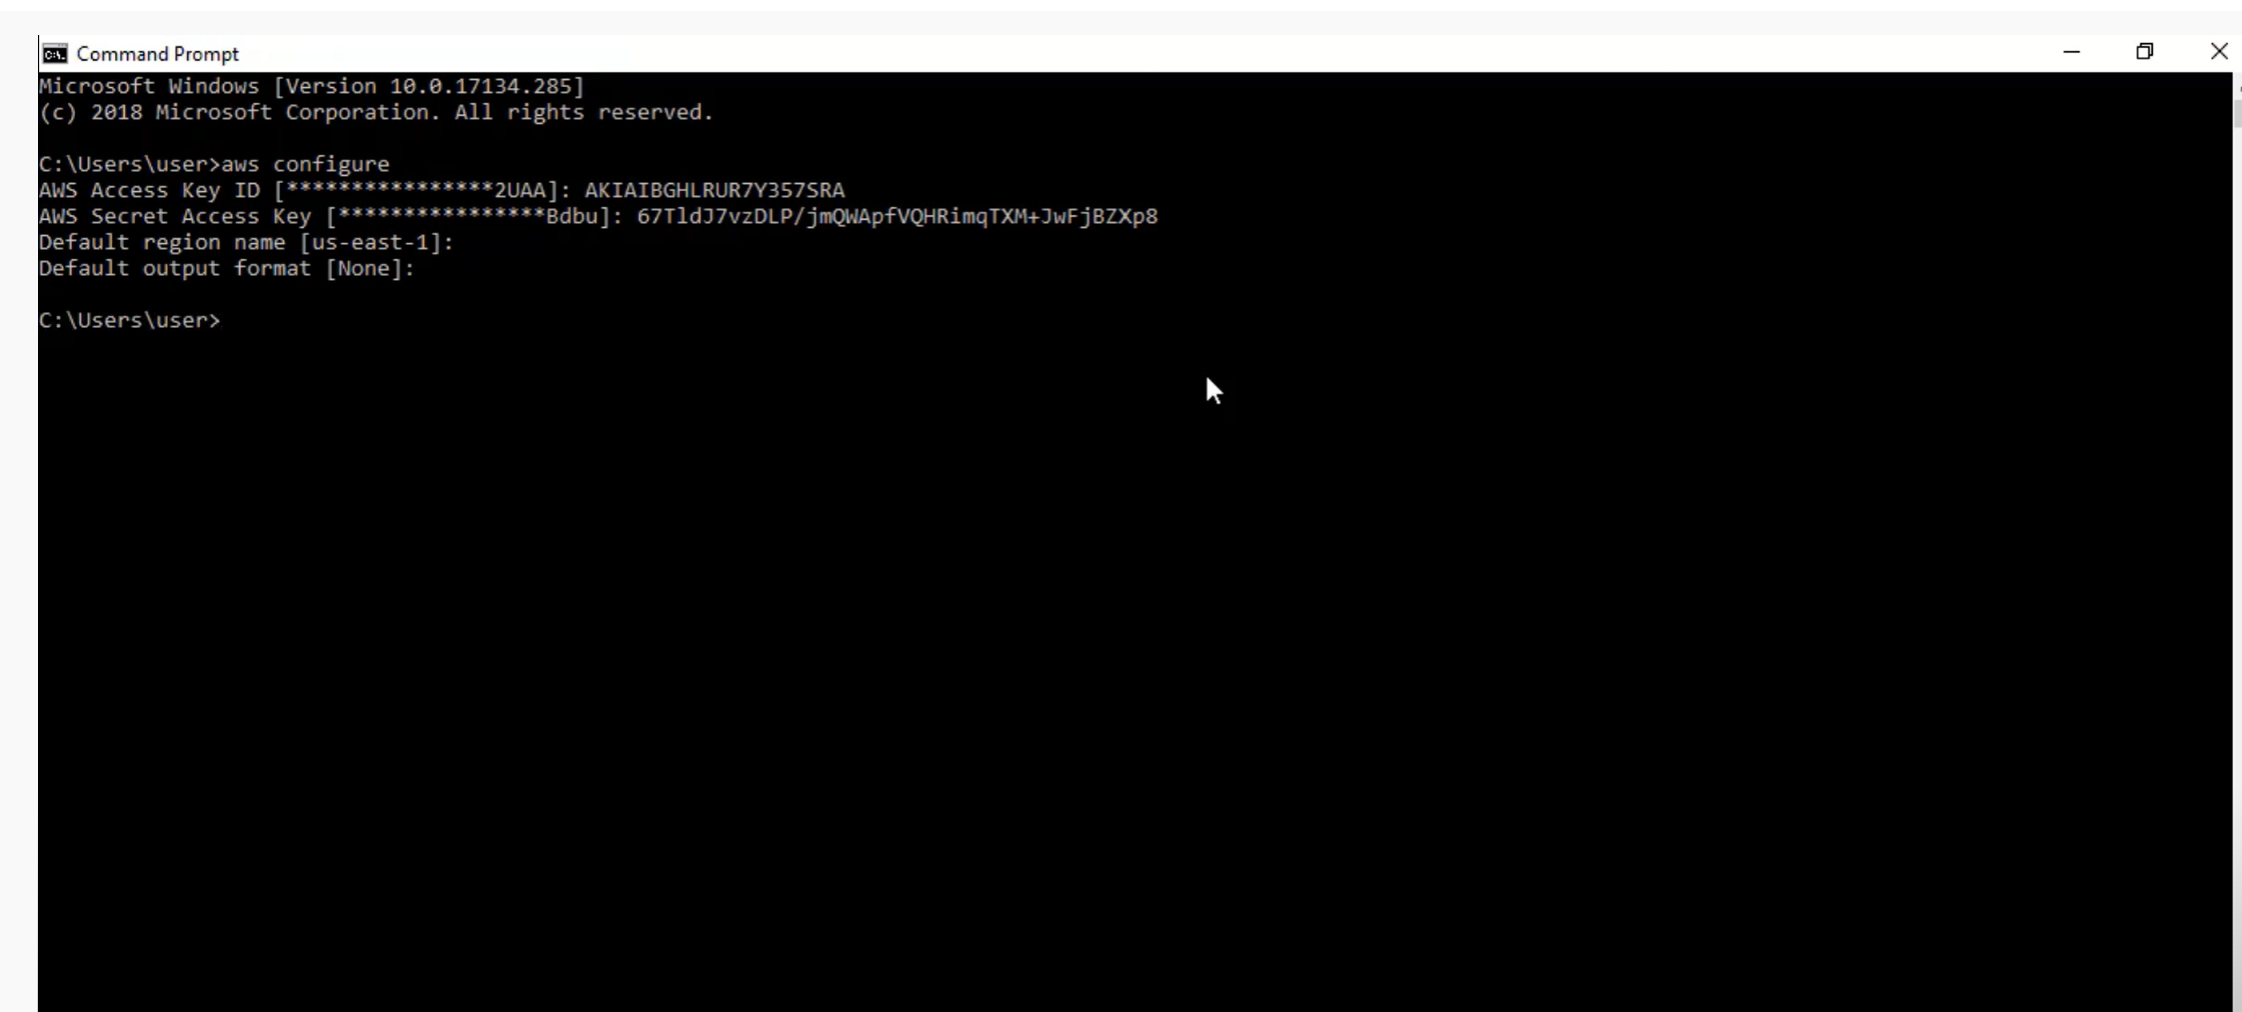 Command Prompt
Microsoft Windows [Version 10.0.17134.285]
(c) 2018 Microsoft Corporation. All rights reserved.
C:\Users\user>aws configure
AWS Access Key ID [****************2UAA]: AKIAIBGHLRUR7Y357SRA
AWS Secret Access Key [****************Bdbu]: 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
Default region name [us-east-1]:
Default output format [None]:
C:\Users\user>